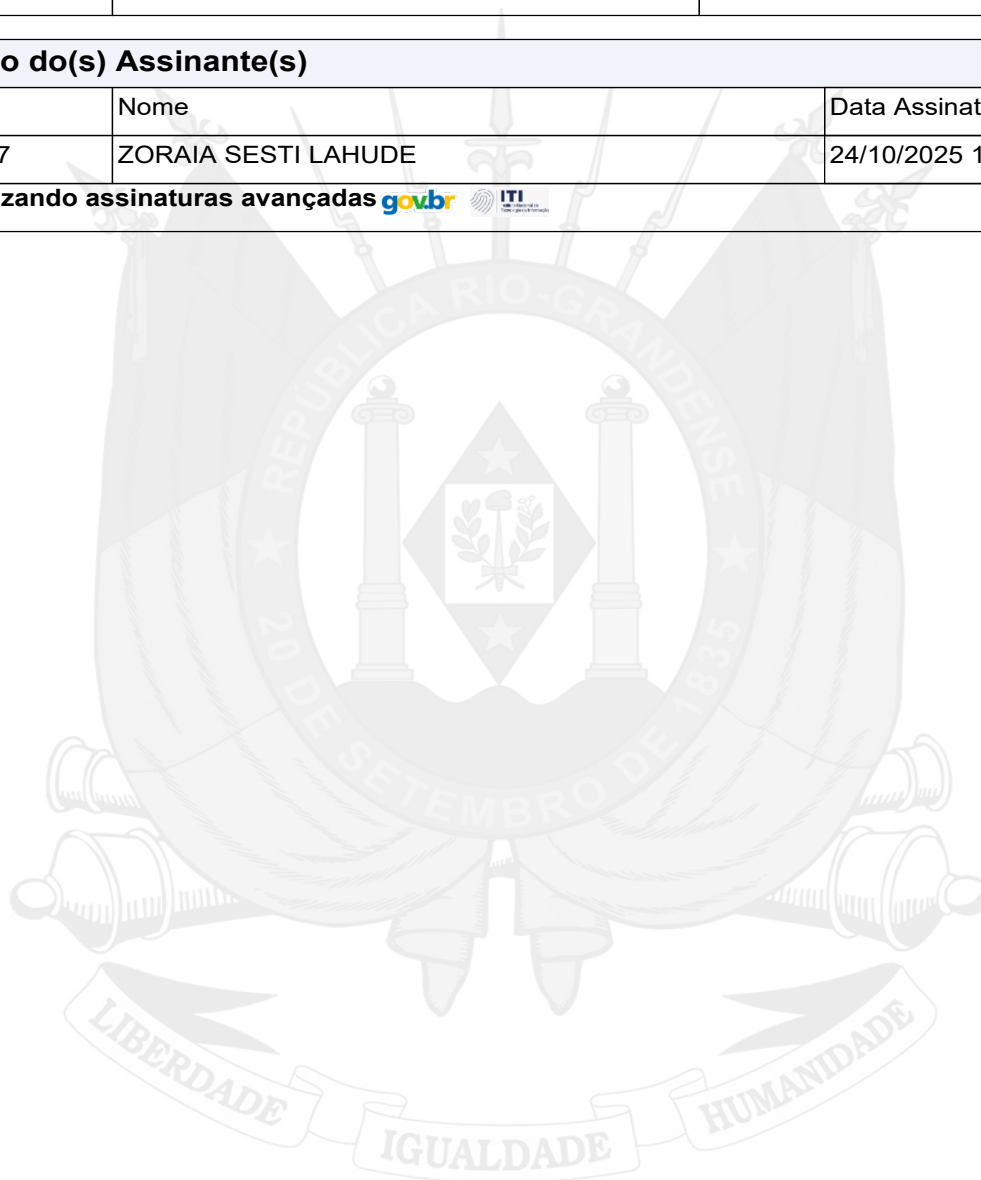 o do(s) Assinante(s)
Nome
Data Assinat
7
ZORAIA SESTI LAHUDE
24/10/2025 1
zando assinaturas avançadas gov.br ITI
REPÚBLICA RIO-GRANDENSE
20 DE SETEMBRO DE 1835
LIBERDADE
IGUALDADE
HUMANIDADE